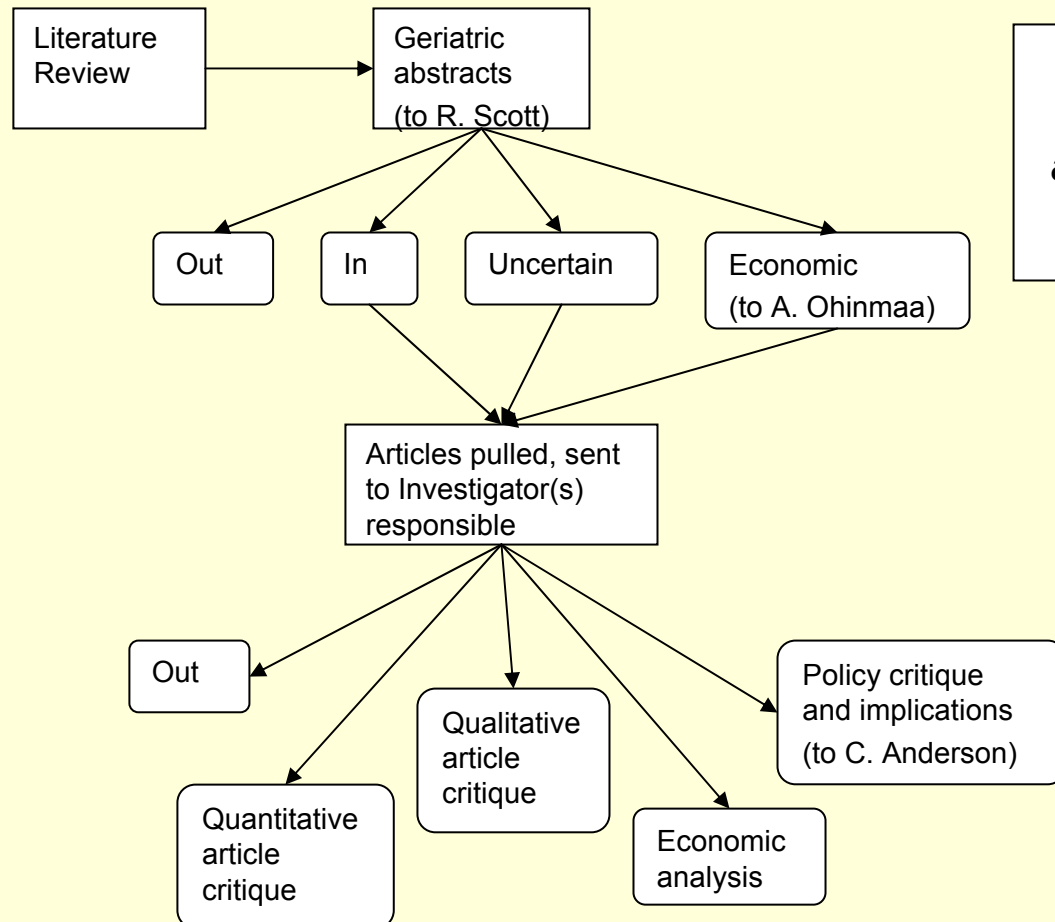 Literature
Review
Geriatric
abstracts
(to R. Scott)
Out
In
Uncertain
Economic
(to A. Ohinmaa)
Articles pulled, sent
to Investigator(s)
responsible
Out
Quantitative
article
critique
Qualitative
article
critique
Economic
analysis
Policy critique
and implications
(to C. Anderson)